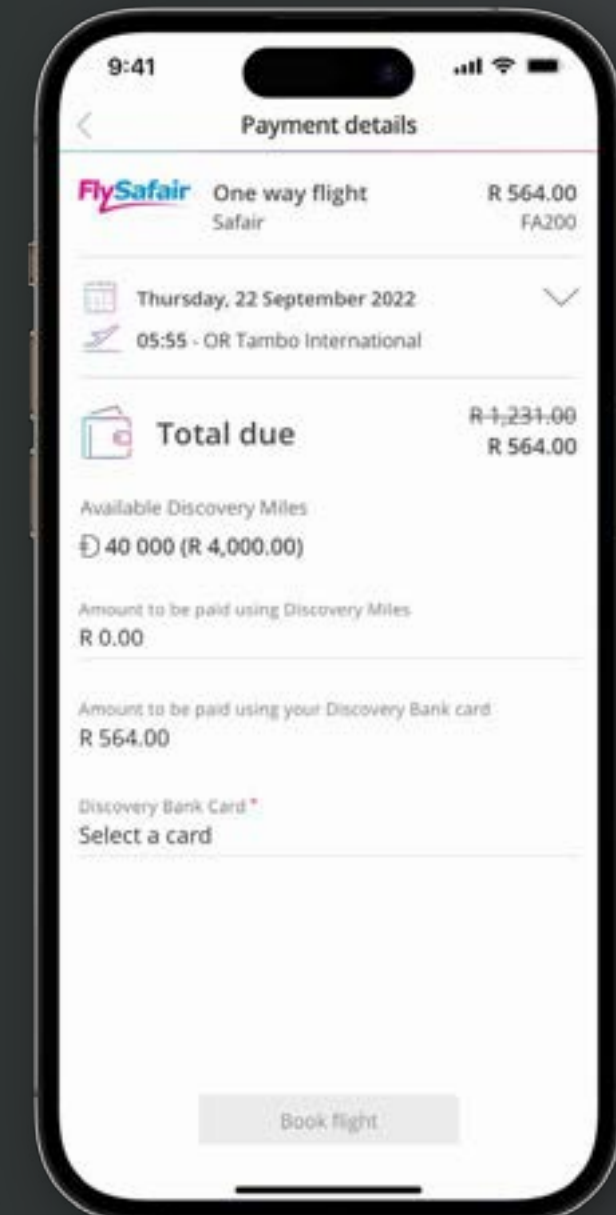 9:41
Payment details
FlySafair One way flight R 564.00
Safair FA200
Thursday, 22 September 2022
05:55 - OR Tambo International
R 1,231.00
Total due
R 564.00
Available Discovery Miles
Đ 40 000 (R 4,000.00)
Amount to be paid using Discovery Miles
R 0.00
Amount to be paid using your Discovery Bank card
R 564.00
Discovery Bank Card *
Select a card
Book flight